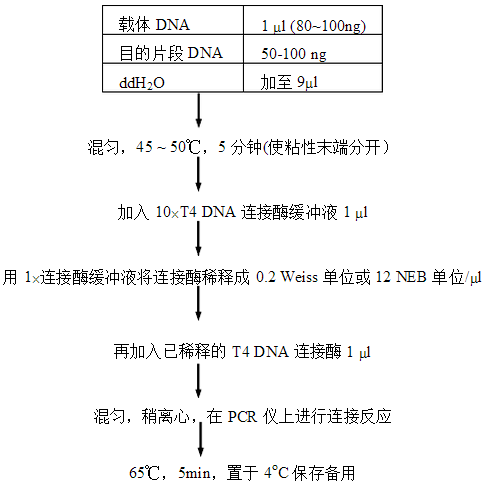 载体 DNA 1 μl (80~100ng)
目的片段 DNA 50-100 ng
ddH₂O 加至 9μl
混匀，45 ~ 50℃，5 分钟(使粘性末端分开）
加入 10×T4 DNA 连接酶缓冲液 1 μl
用 1×连接酶缓冲液将连接酶稀释成 0.2 Weiss 单位或 12 NEB 单位/μl
再加入已稀释的 T4 DNA 连接酶 1 μl
混匀，稍离心，在 PCR 仪上进行连接反应
65℃，5min，置于 4°C 保存备用